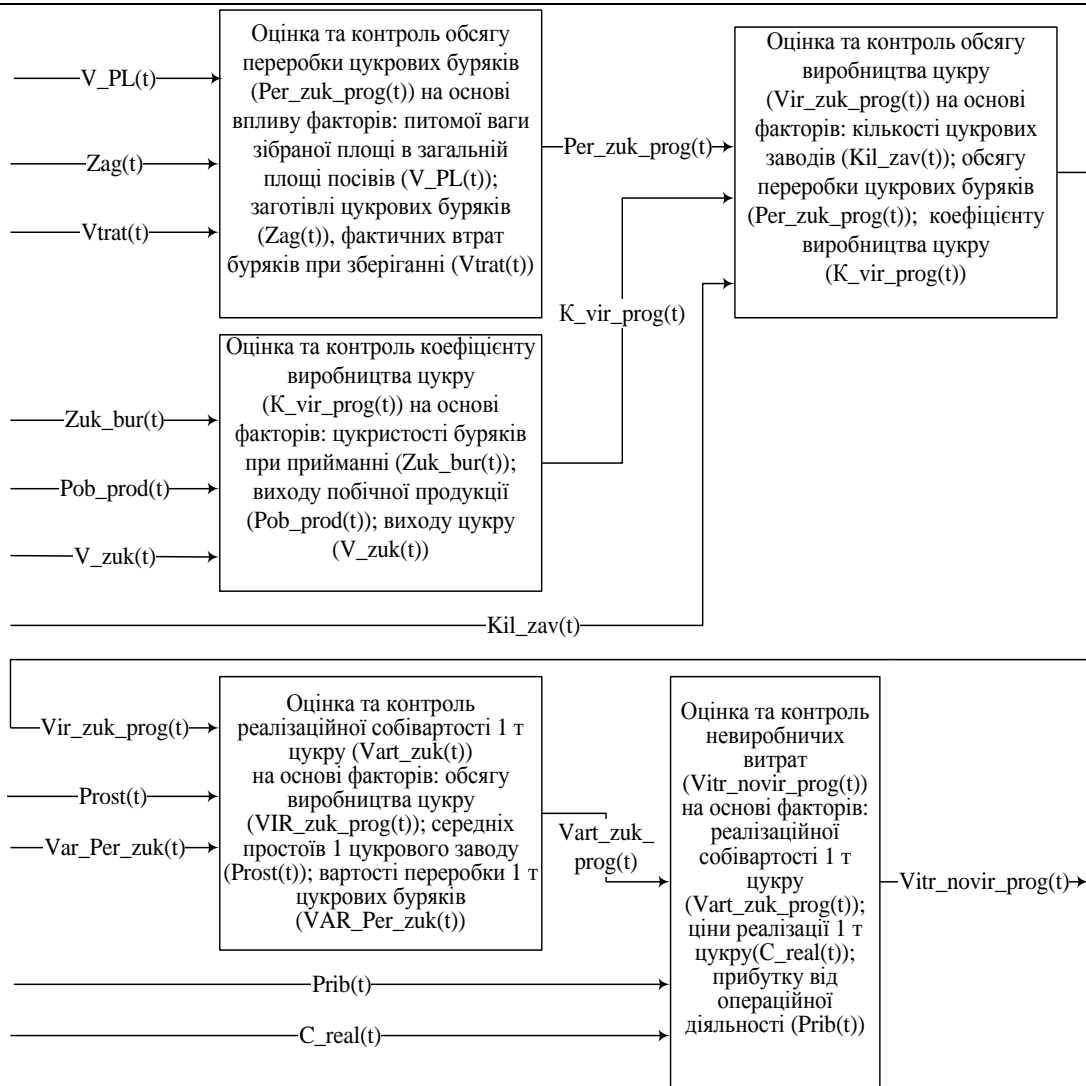 V_PL(t)
Zag(t)
Vtrat(t)
Оцінка та контроль обсягу
переробки цукрових буряків
(Per_zuk_prog(t)) на основі
впливу факторів: питомої ваги
зібраної площі в загальній
площі посівів (V_PL(t));
заготівлі цукрових буряків
(Zag(t)), фактичних втрат
буряків при зберіганні (Vtrat(t))
Per_zuk_prog(t)
Оцінка та контроль обсягу
виробництва цукру
(Vir_zuk_prog(t)) на основі
факторів: кількості цукрових
заводів (Kil_zav(t)); обсягу
переробки цукрових буряків
(Per_zuk_prog(t)); коефіцієнту
виробництва цукру
(К_vir_prog(t))
К_vir_prog(t)
Zuk_bur(t)
Pob_prod(t)
V_zuk(t)
Оцінка та контроль коефіцієнту
виробництва цукру
(К_vir_prog(t)) на основі
факторів: цукристості буряків
при прийманні (Zuk_bur(t));
виходу побічної продукції
(Pob_prod(t)); виходу цукру
(V_zuk(t))
Kil_zav(t)
Vir_zuk_prog(t)
Prost(t)
Var_Per_zuk(t)
Оцінка та контроль
реалізаційної собівартості 1 т
цукру (Vart_zuk(t))
на основі факторів: обсягу
виробництва цукру
(VIR_zuk_prog(t)); середніх
простоїв 1 цукрового заводу
(Prost(t)); вартості переробки 1 т
цукрових буряків
(VAR_Per_zuk(t))
Vart_zuk_
prog(t)
Prib(t)
C_real(t)
Оцінка та контроль
невиробничих
витрат
(Vitr_novir_prog(t))
на основі факторів:
реалізаційної
собівартості 1 т
цукру
(Vart_zuk_prog(t));
ціни реалізації 1 т
цукру(C_real(t));
прибутку від
операційної
діяльності (Prib(t))
Vitr_novir_prog(t)